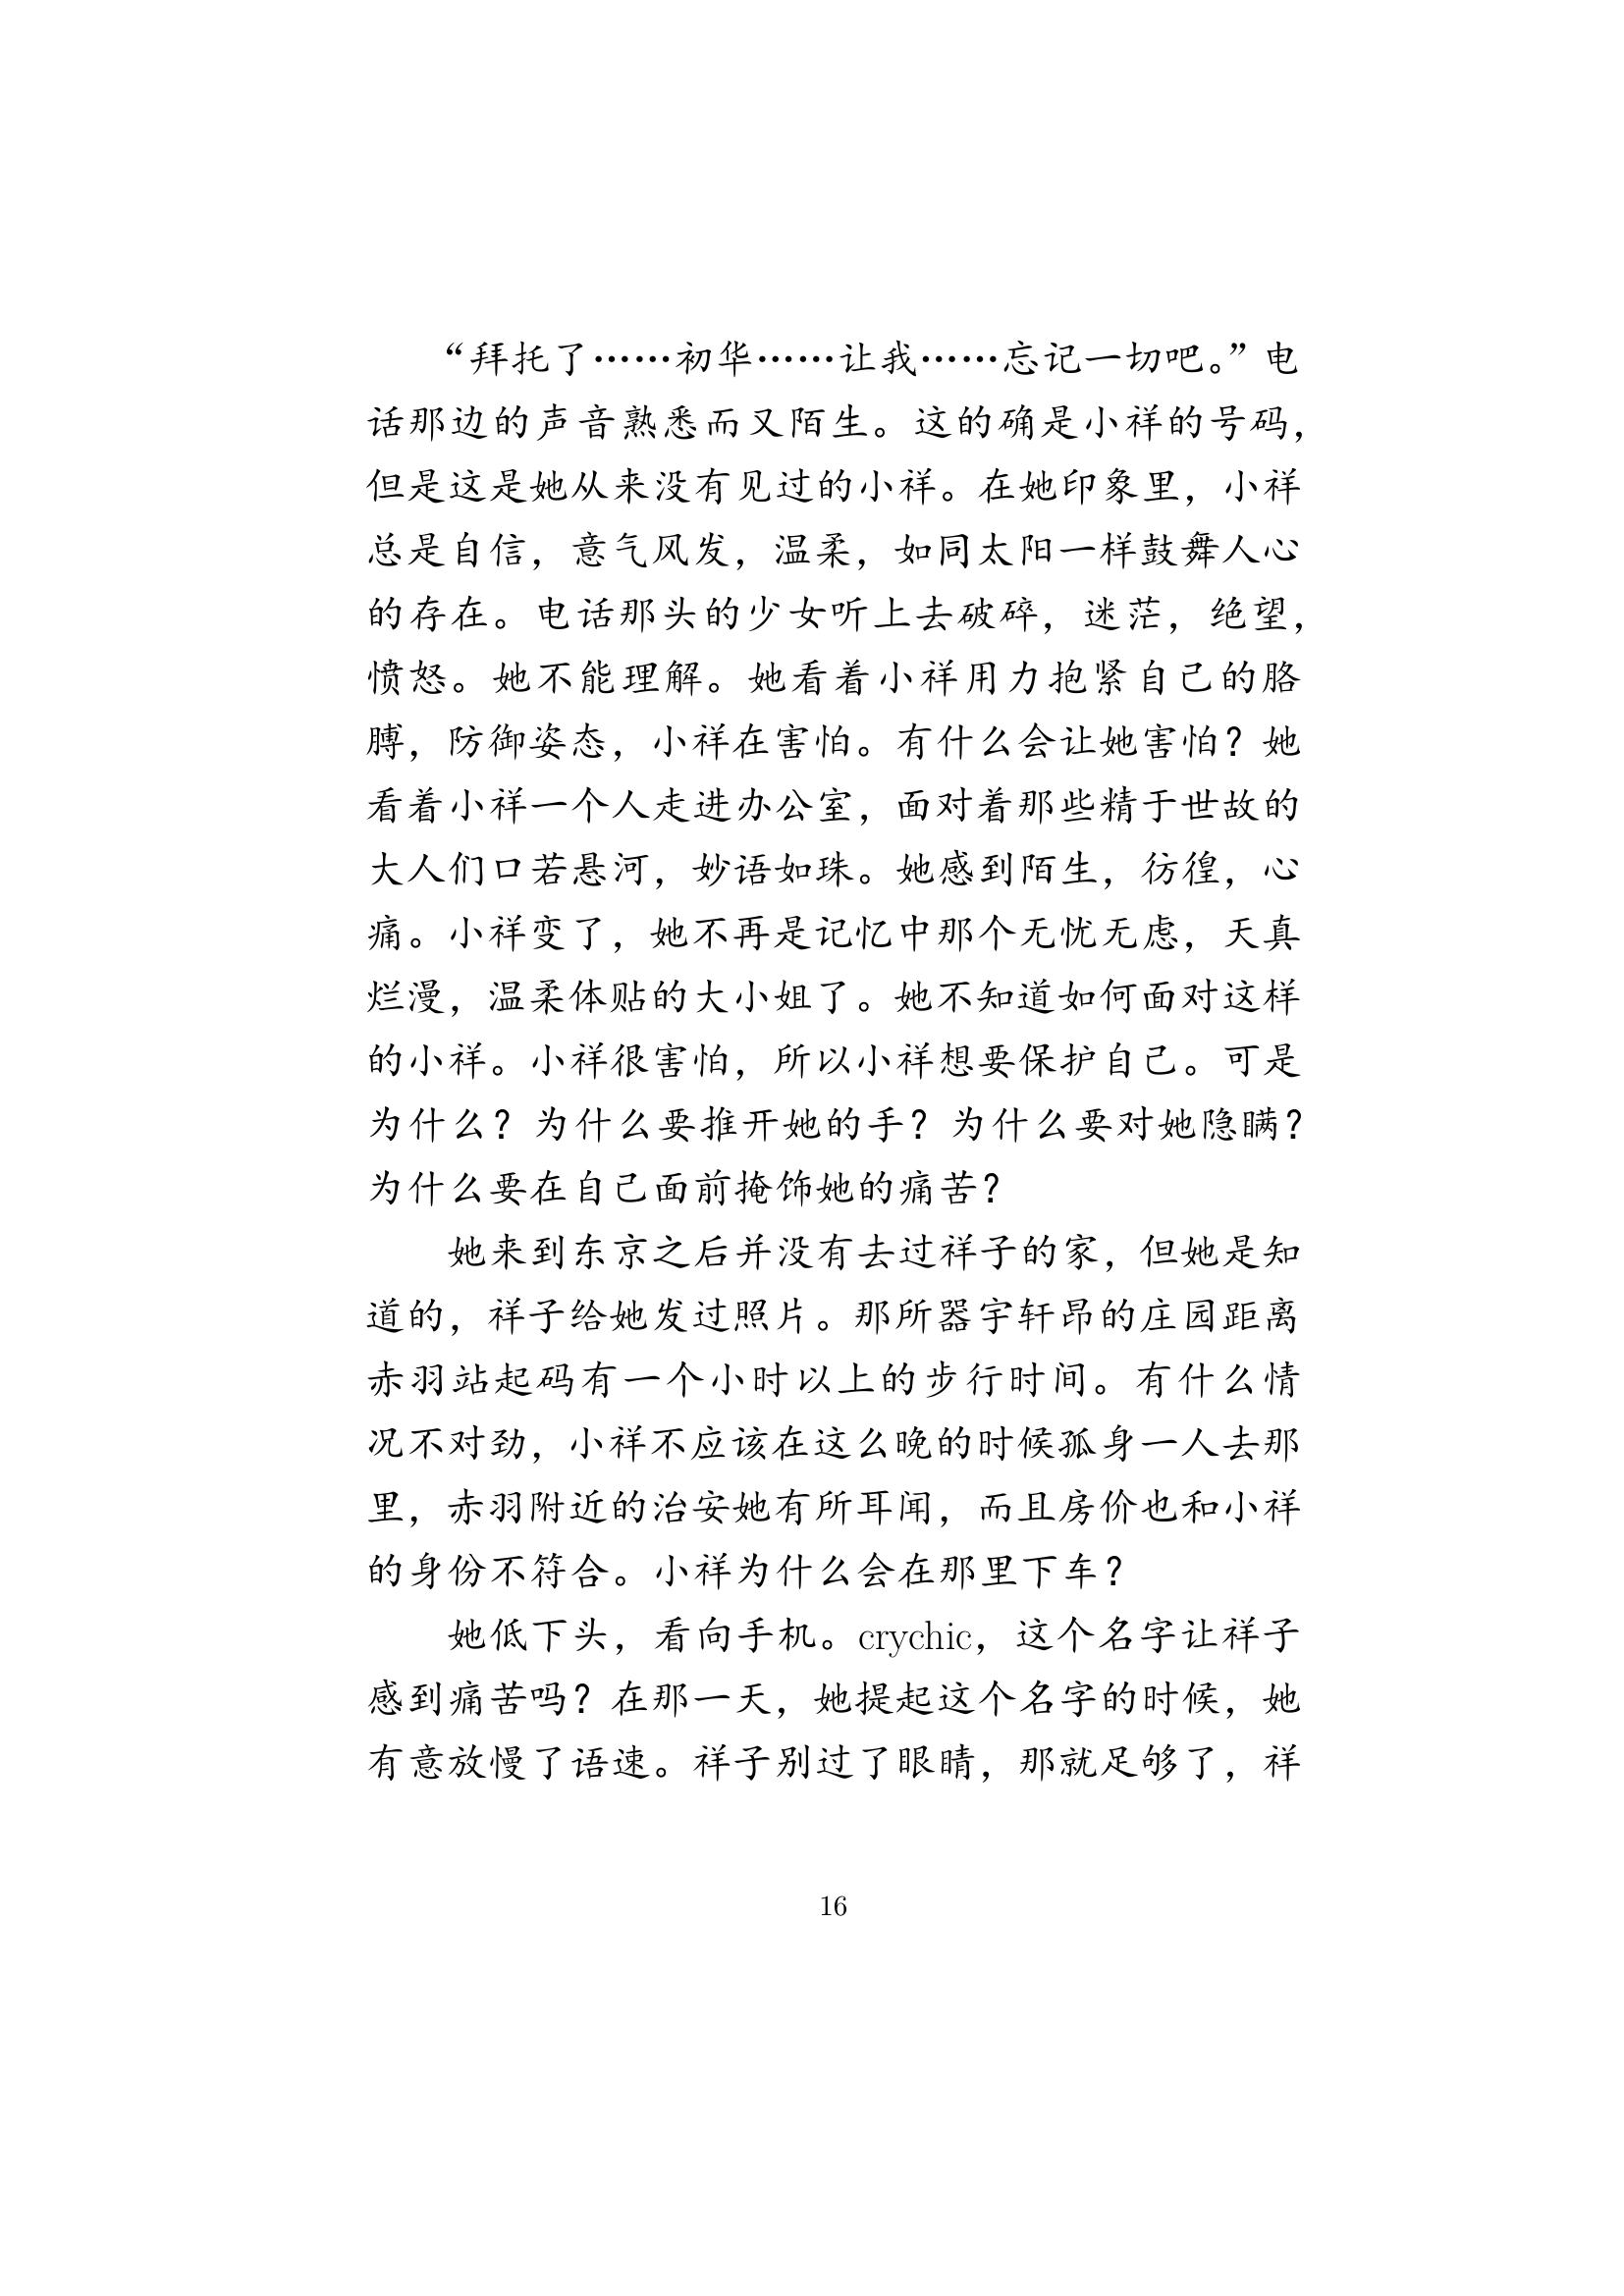 “拜托了……初华……让我……忘记一切吧。”电
话那边的声音熟悉而又陌生。这的确是小祥的号码，
但是这是她从来没有见过的小祥。在她印象里，小祥
总是自信，意气风发，温柔，如同太阳一样鼓舞人心
的存在。电话那头的少女听上去破碎，迷茫，绝望，
愤怒。她不能理解。她看着小祥用力抱紧自己的胳
膊，防御姿态，小祥在害怕。有什么会让她害怕？她
看着小祥一个人走进办公室，面对着那些精于世故的
大人们口若悬河，妙语如珠。她感到陌生，彷徨，心
痛。小祥变了，她不再是记忆中那个无忧无虑，天真
烂漫，温柔体贴的大小姐了。她不知道如何面对这样
的小祥。小祥很害怕，所以小祥想要保护自己。可是
为什么？为什么要推开她的手？为什么要对她隐瞒？
为什么要在自己面前掩饰她的痛苦？
她来到东京之后并没有去过祥子的家，但她是知
道的，祥子给她发过照片。那所器宇轩昂的庄园距离
赤羽站起码有一个小时以上的步行时间。有什么情
况不对劲，小祥不应该在这么晚的时候孤身一人去那
里，赤羽附近的治安她有所耳闻，而且房价也和小祥
的身份不符合。小祥为什么会在那里下车？
她低下头，看向手机。crychic，这个名字让祥子
感到痛苦吗？在那一天，她提起这个名字的时候，她
有意放慢了语速。祥子别过了眼睛，那就足够了，祥
16